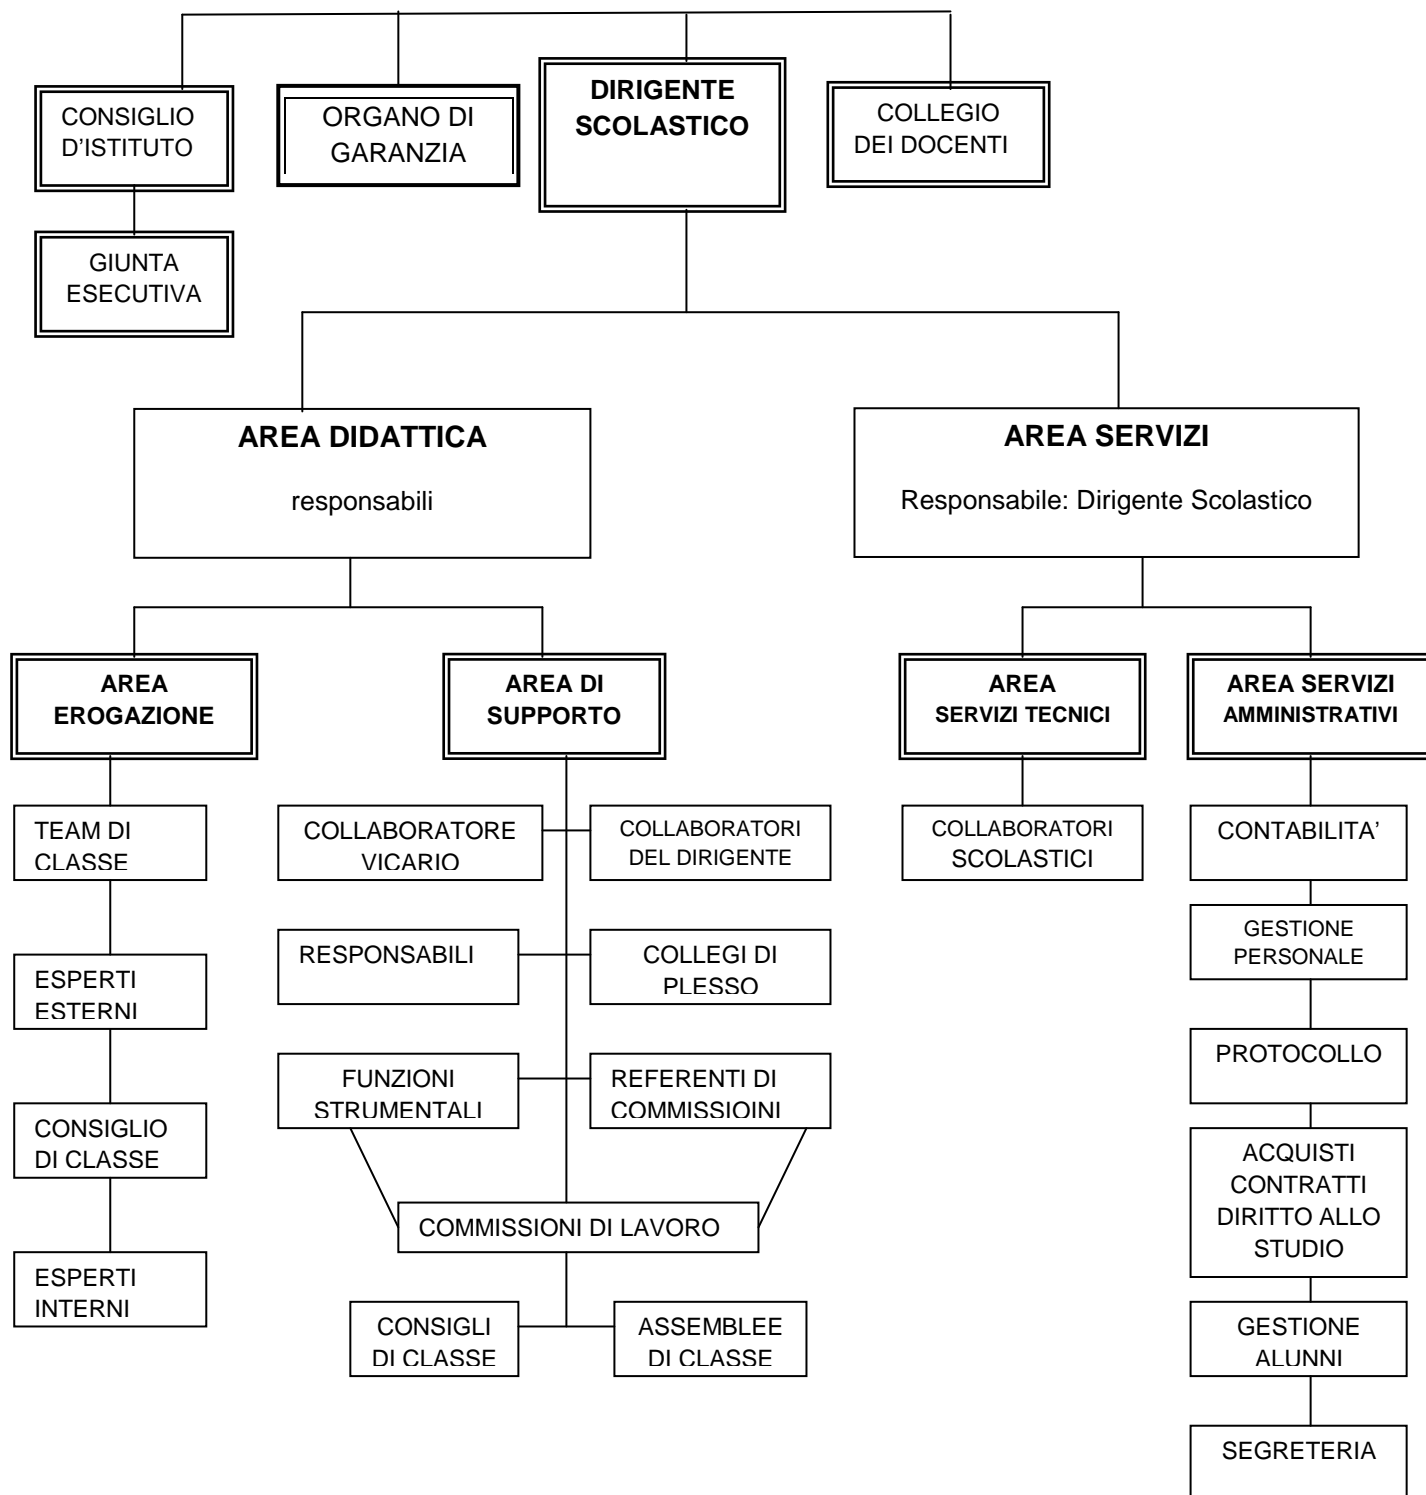 CONSIGLIO
D'ISTITUTO
ORGANO DI
GARANZIA
DIRIGENTE
SCOLASTICO
COLLEGIO
DEI DOCENTI
GIUNTA
ESECUTIVA
AREA DIDATTICA
responsabili
AREA SERVIZI
Responsabile: Dirigente Scolastico
AREA
EROGAZIONE
AREA DI
SUPPORTO
AREA
SERVIZI TECNICI
AREA SERVIZI
AMMINISTRATIVI
TEAM DI
CLASSE
COLLABORATORE
VICARIO
COLLABORATORI
DEL DIRIGENTE
COLLABORATORI
SCOLASTICI
CONTABILITA’
RESPONSABILI
COLLEGI DI
PLESSO
GESTIONE
PERSONALE
ESPERTI
ESTERNI
FUNZIONI
STRUMENTALI
REFERENTI DI
COMMISSIOINI
PROTOCOLLO
CONSIGLIO
DI CLASSE
ACQUISTI
CONTRATTI
DIRITTO ALLO
STUDIO
COMMISSIONI DI LAVORO
ESPERTI
INTERNI
CONSIGLI
DI CLASSE
ASSEMBLEE
DI CLASSE
GESTIONE
ALUNNI
SEGRETERIA